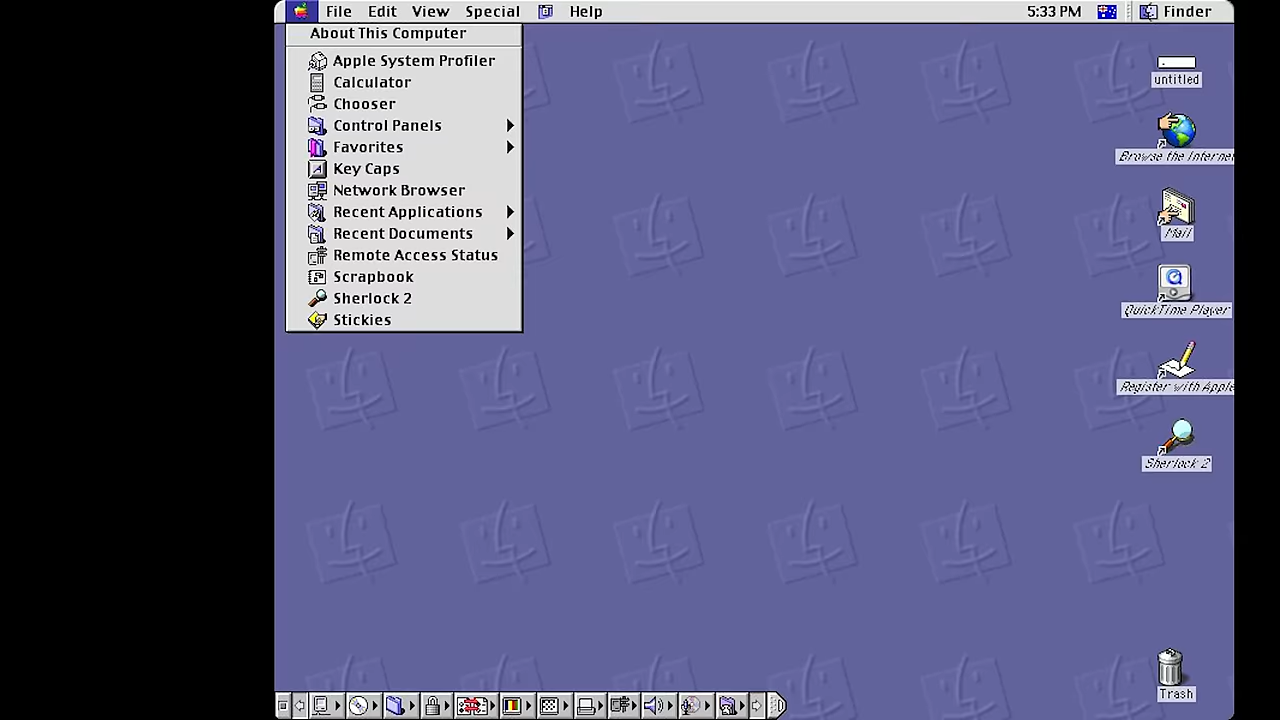 File Edit View Special Help 5:33 PM Finder
About This Computer
Apple System Profiler
Calculator
Chooser
Control Panels
Favorites
Key Caps
Network Browser
Recent Applications
Recent Documents
Remote Access Status
Scrapbook
Sherlock 2
Stickies
untitled
Browse the Internet
Mail
QuickTime Player
Register with Apple
Sherlock 2
Trash